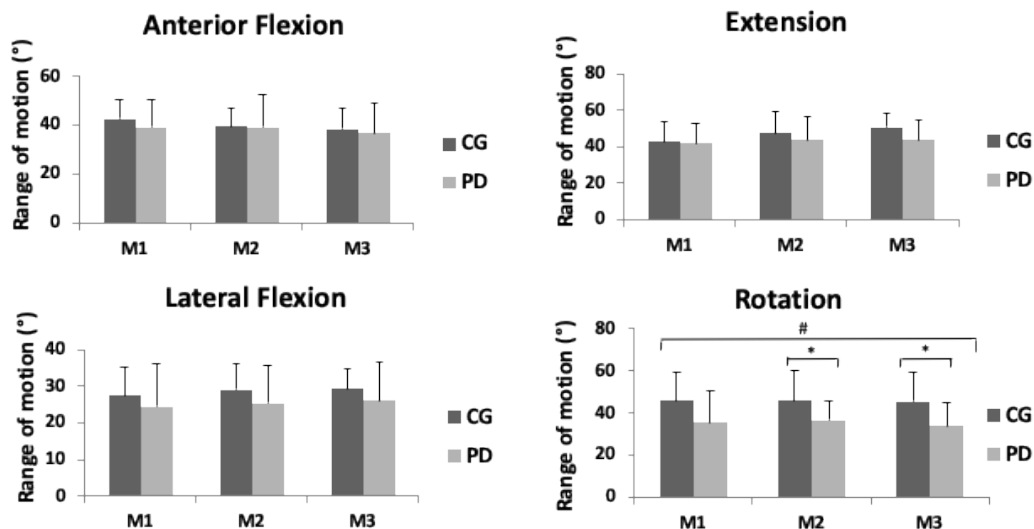 Anterior Flexion
Range of motion (°)
60
40
20
0
M1 M2 M3
CG
PD
Extension
Range of motion (°)
80
60
40
20
0
M1 M2 M3
CG
PD
Lateral Flexion
Range of motion (°)
40
30
20
10
0
M1 M2 M3
CG
PD
Rotation
Range of motion (°)
80
60
40
20
0
#
* *
M1 M2 M3
CG
PD